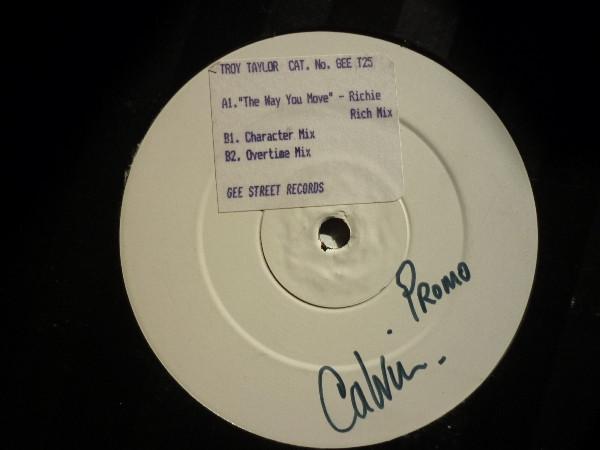 TROY TAYLOR CAT. No. GEE T25
A1."The Way You Move" - Richie
Rich Mix
B1. Character Mix
B2. Overtime Mix
GEE STREET RECORDS
PROMO
Calvin.